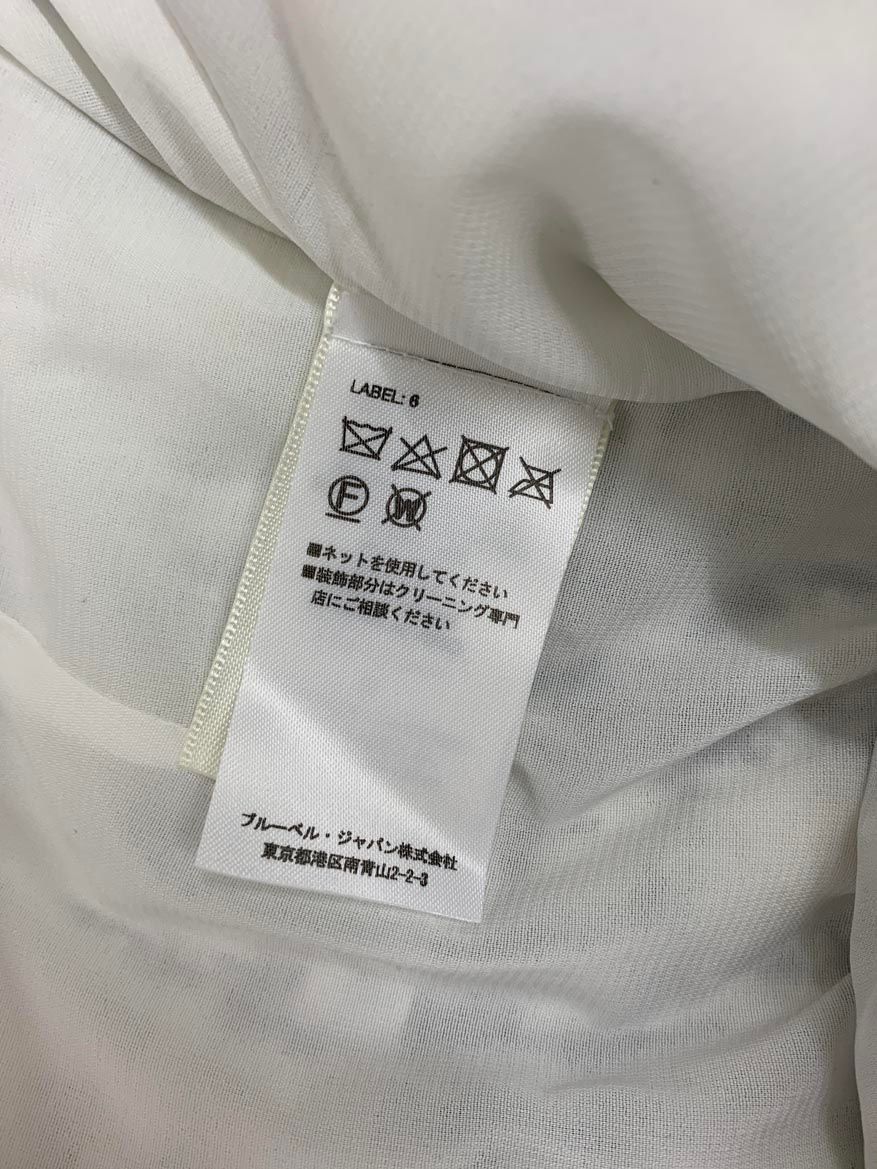 LABEL: 6
F W
■ネットを使用してください
■装飾部分はクリーニング専門
店にご相談ください
ブルーベル・ジャパン株式会社
東京都港区南青山2-2-3